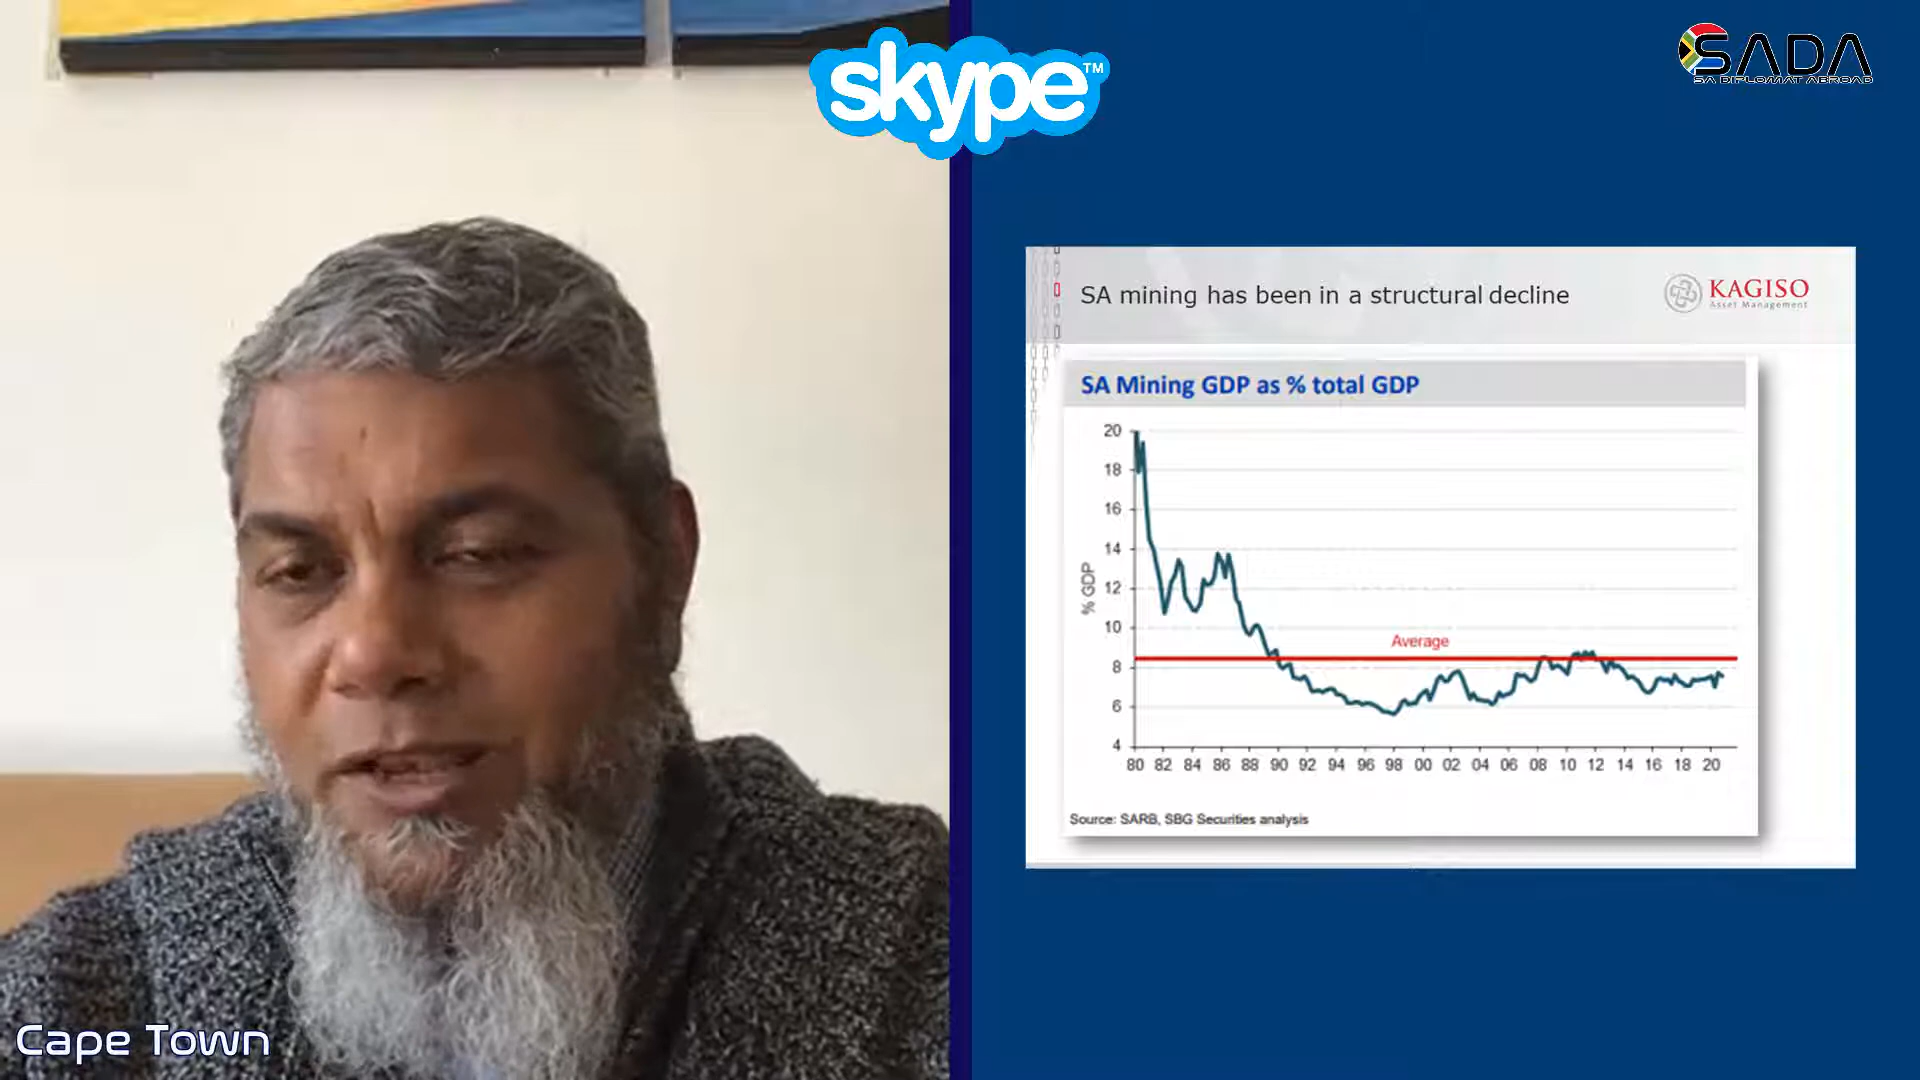 skype™
SADA
SA DIPLOMAT ABROAD
SA mining has been in a structural decline
KAGISO
Asset Management
SA Mining GDP as % total GDP
20
18
16
14
12
10
8
6
4
% GDP
Average
80 82 84 86 88 90 92 94 96 98 00 02 04 06 08 10 12 14 16 18 20
Source: SARB, SBG Securities analysis
Cape Town